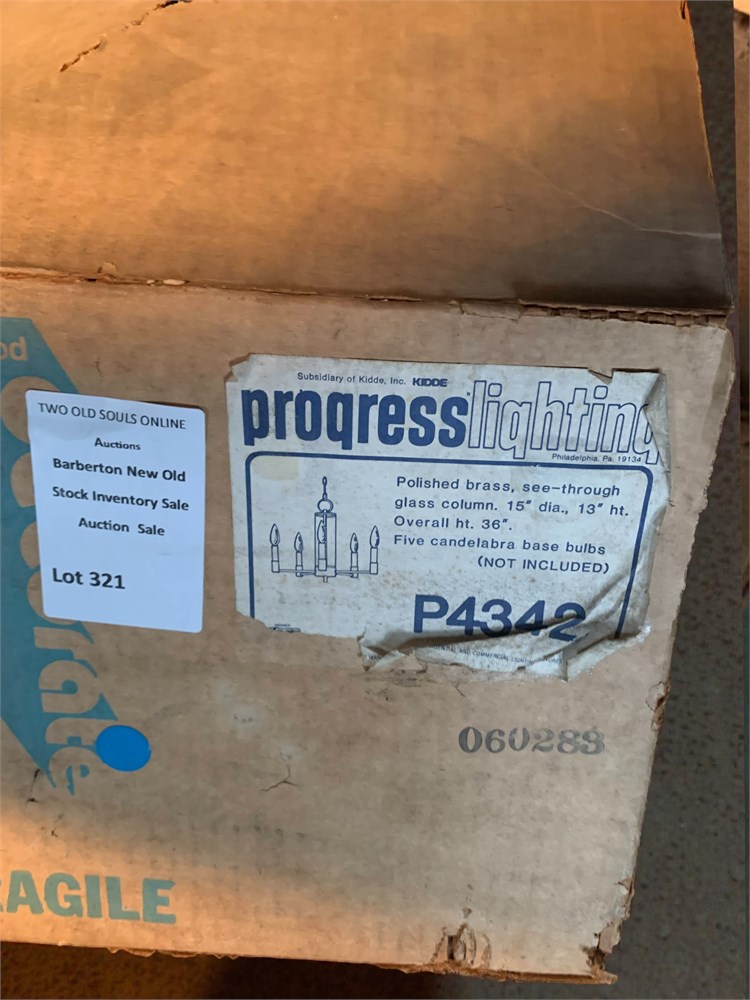 TWO OLD SOULS ONLINE
Auctions
Barberton New Old
Stock Inventory Sale
Auction Sale
Lot 321
Subsidiary of Kidde, Inc. KIDDE
progresslighting
Philadelphia, Pa. 19134
Polished brass, see-through
glass column. 15" dia., 13" ht.
Overall ht. 36".
Five candelabra base bulbs
(NOT INCLUDED)
P4342
060283
AGILE